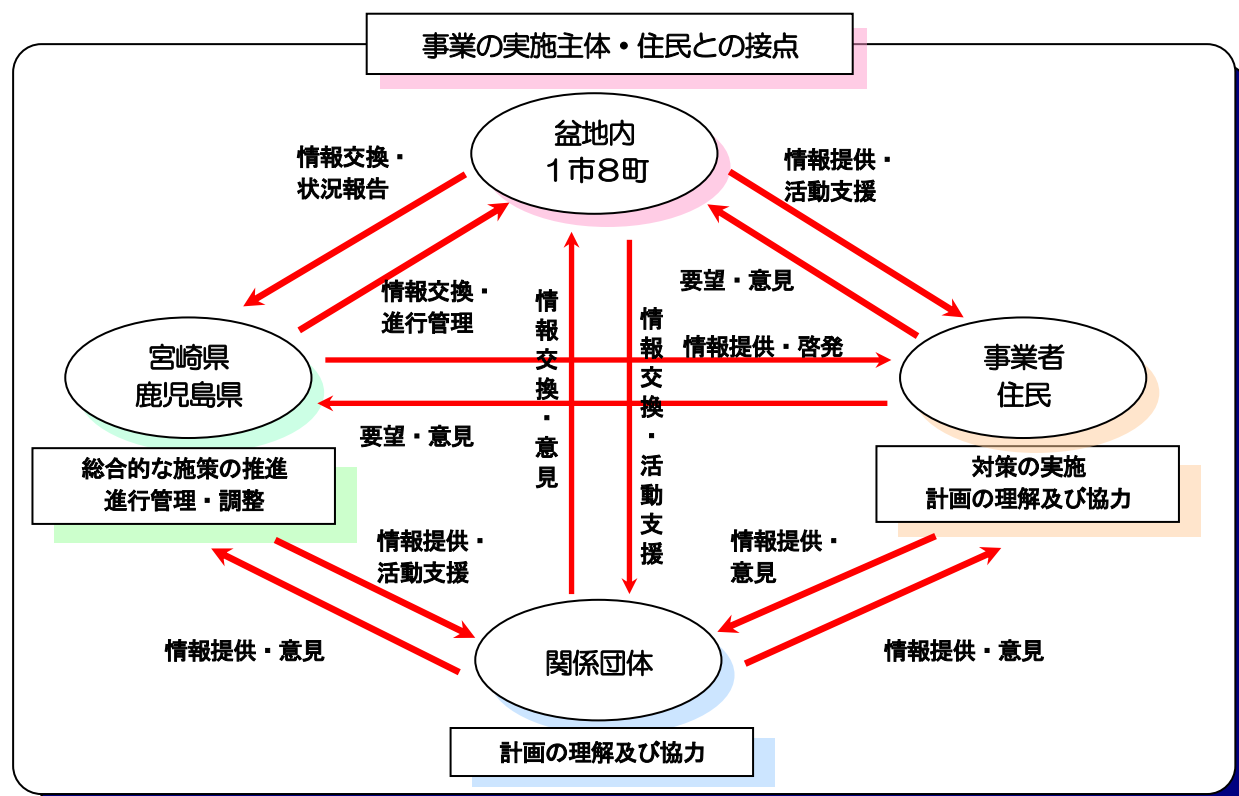 事業の実施主体・住民との接点
盆地内
1市8町
情報交換・
状況報告
情報提供・
活動支援
情報交換・
進行管理
要望・意見
情報交換・意見
情報交換・活動支援
情報提供・啓発
宮崎県
鹿児島県
事業者
住民
要望・意見
総合的な施策の推進
進行管理・調整
対策の実施
計画の理解及び協力
情報提供・
活動支援
情報提供・
意見
情報提供・意見
情報提供・意見
関係団体
計画の理解及び協力